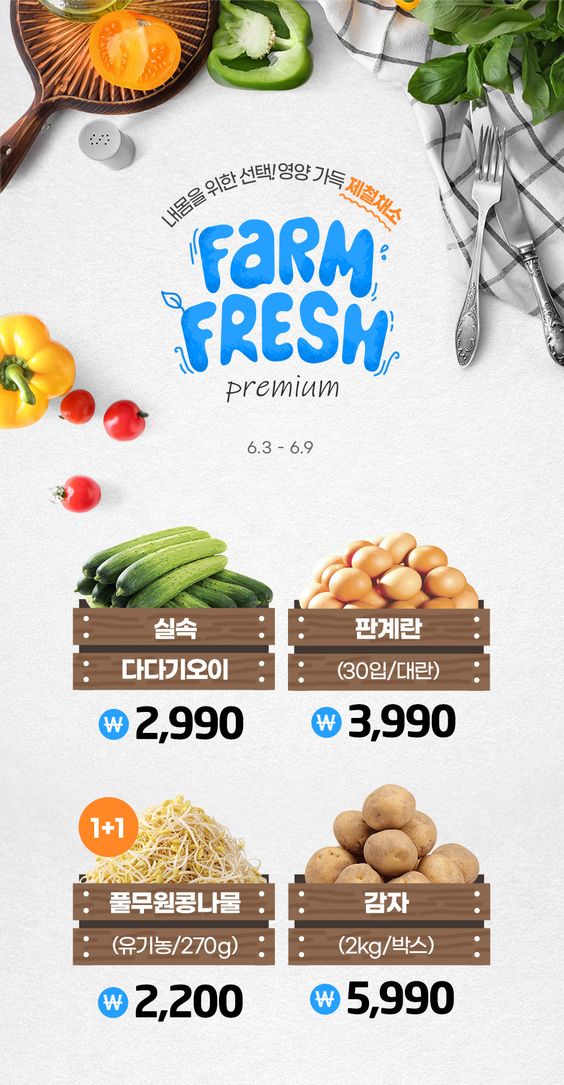 내몸을 위한 선택! 영양 가득 제철채소
FARM
FRESH
premium
6.3 - 6.9
실속
다다기오이
₩ 2,990
판계란
(30입/대란)
₩ 3,990
1+1
풀무원콩나물
(유기농/270g)
₩ 2,200
감자
(2kg/박스)
₩ 5,990